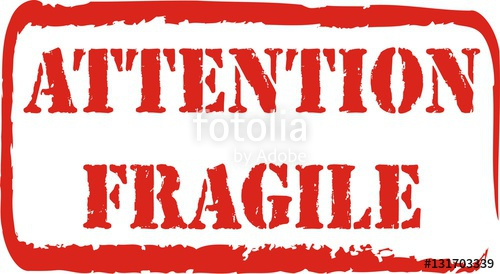 ATTENTION
fotolia
by Adobe
FRAGILE
#131703339